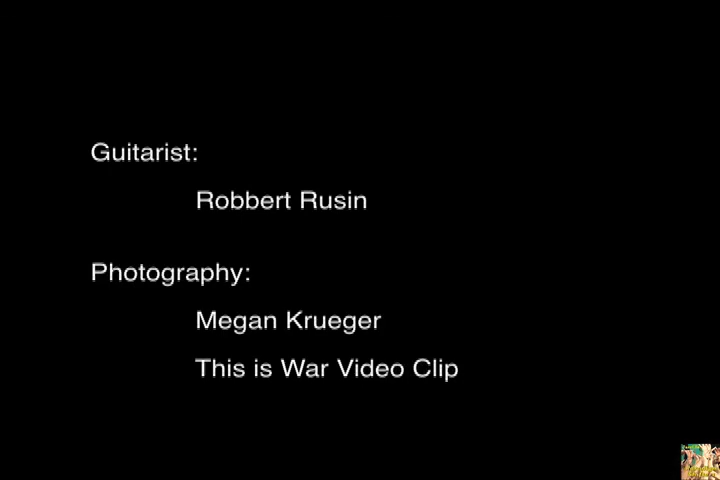 Guitarist:
Robbert Rusin
Photography:
Megan Krueger
This is War Video Clip